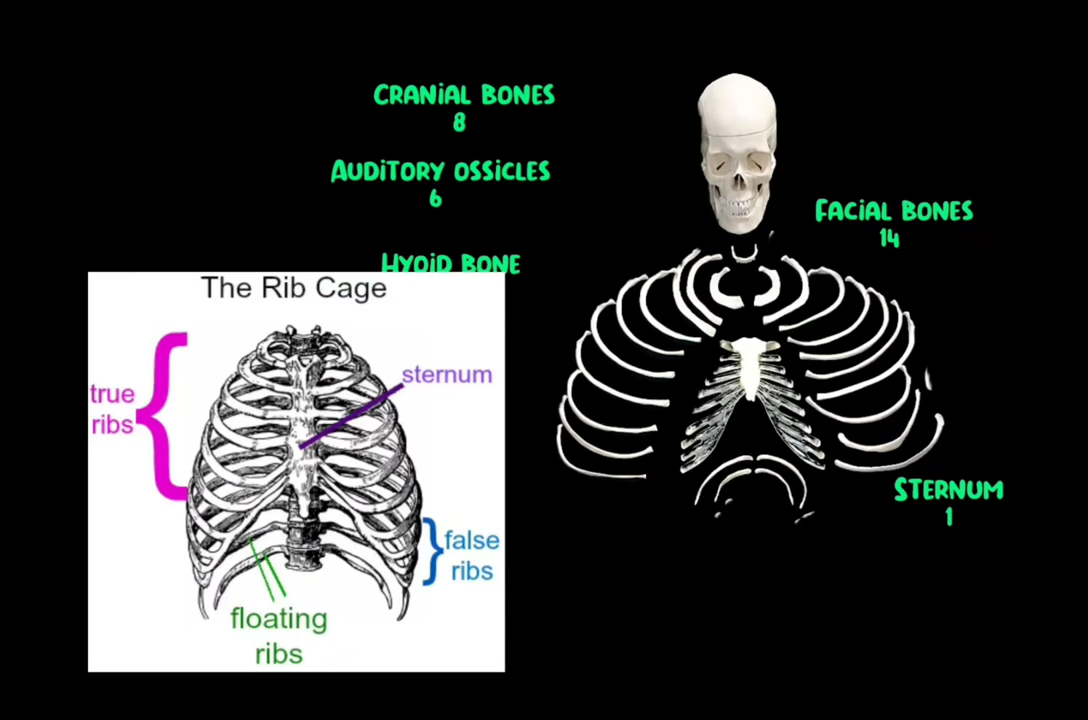 CRANIAL BONES
8
AUDITORY OSSICLES
6
FACIAL BONES
14
HYOID BONE
The Rib Cage
sternum
true
ribs
false
ribs
floating
ribs
STERNUM
1